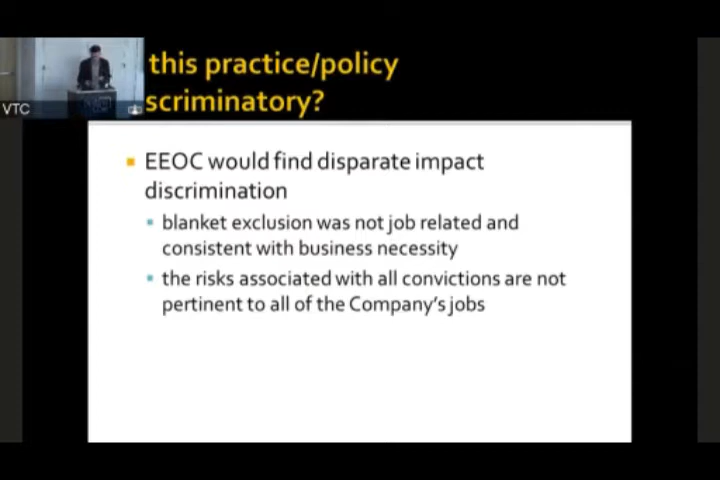 this practice/policy
scriminatory?
VTC
EEOC would find disparate impact
discrimination
blanket exclusion was not job related and
consistent with business necessity
the risks associated with all convictions are not
pertinent to all of the Company's jobs